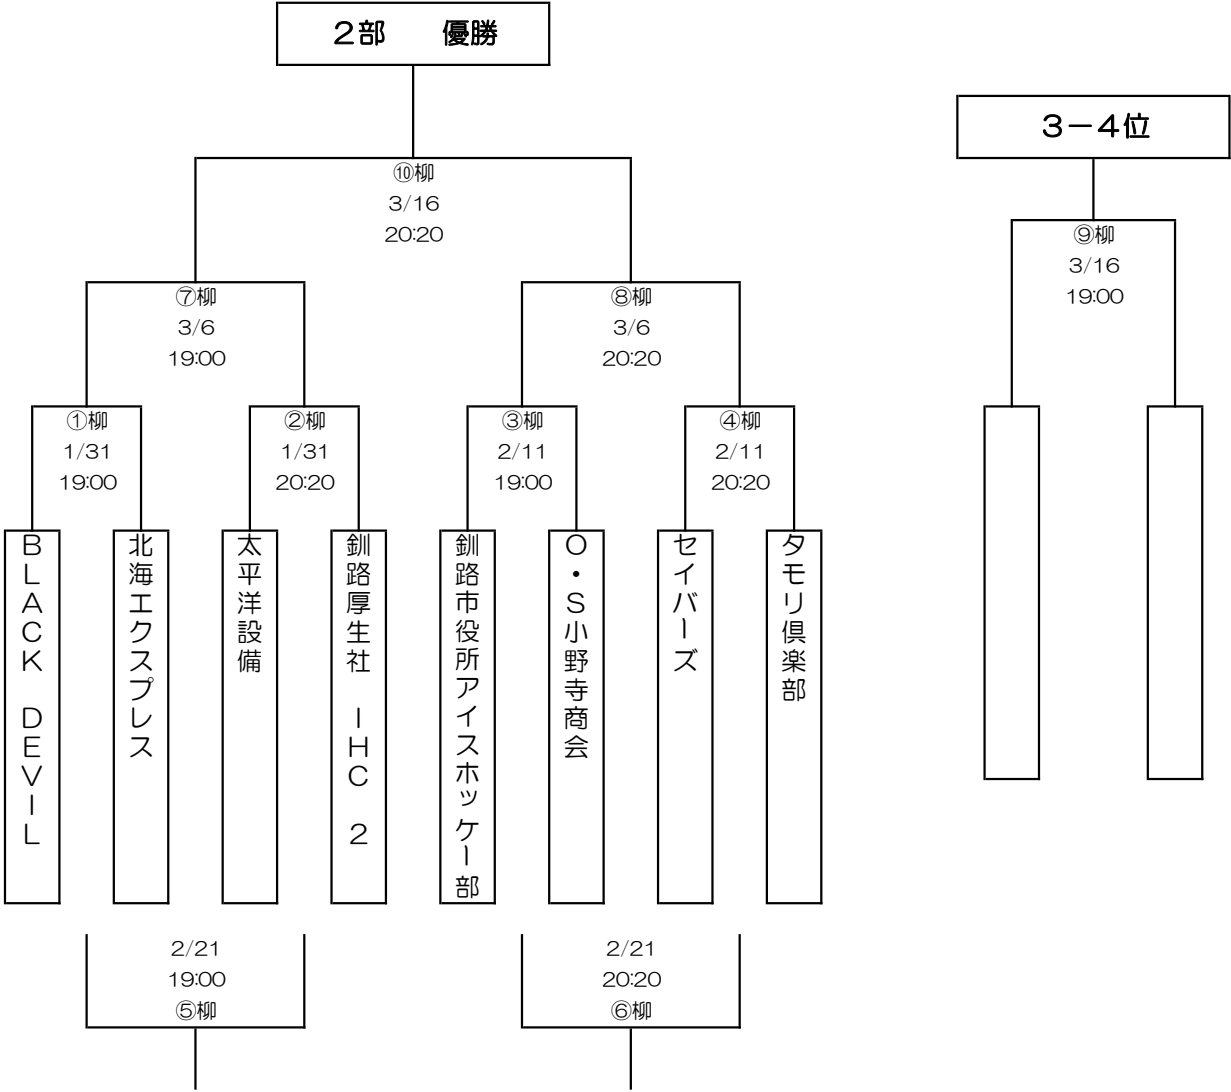 ２部　優勝
３－４位
⑩柳
3/16
20:20
⑨柳
3/16
19:00
⑦柳
3/6
19:00
⑧柳
3/6
20:20
①柳
1/31
19:00
②柳
1/31
20:20
③柳
2/11
19:00
④柳
2/11
20:20
ＢＬＡＣＫ　ＤＥＶＩＬ
北海エクスプレス
太平洋設備
釧路厚生社　ＩＨＣ　２
釧路市役所アイスホッケー部
Ｏ・Ｓ小野寺商会
セイバーズ
タモリ倶楽部
2/21
19:00
⑤柳
2/21
20:20
⑥柳